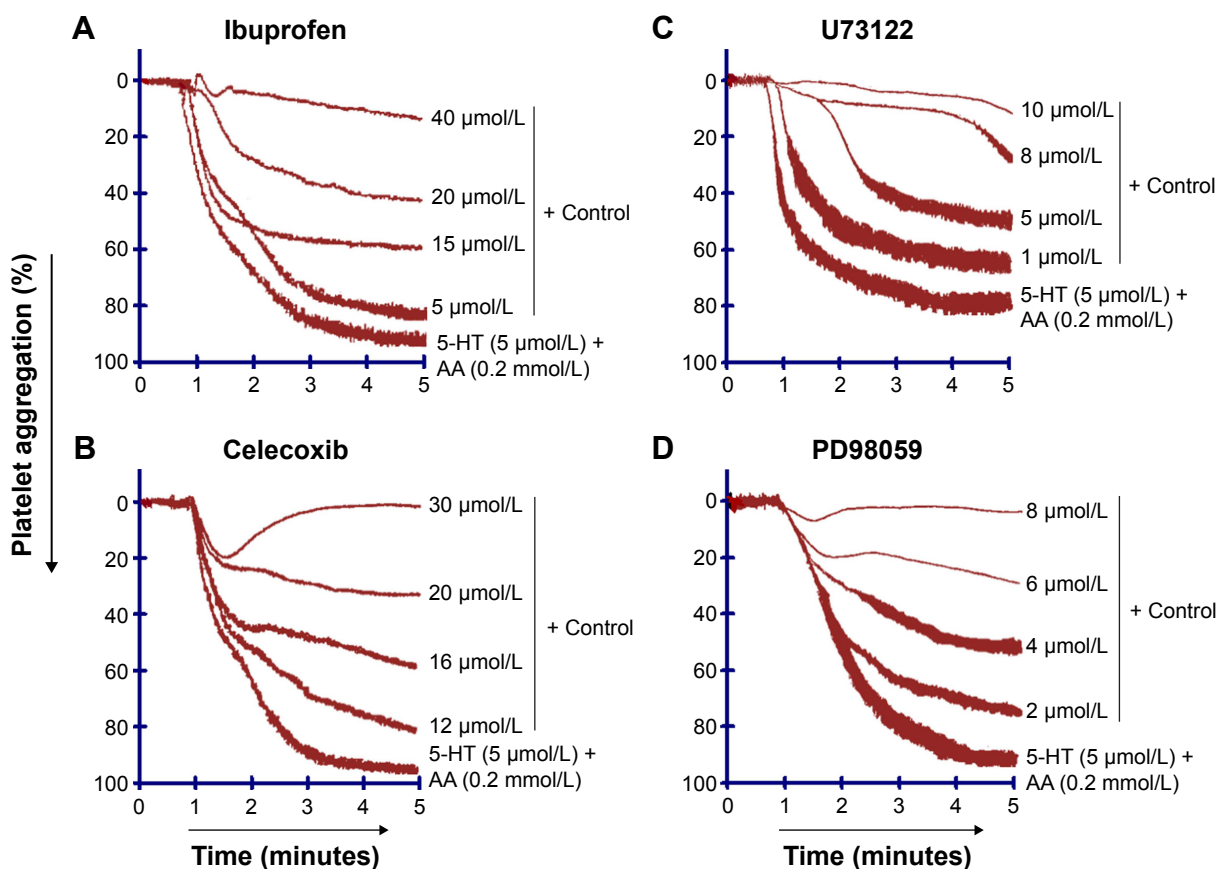 A
Ibuprofen
0
20
40
60
80
100
0 1 2 3 4 5
40 µmol/L
20 µmol/L
15 µmol/L
5 µmol/L
5-HT (5 µmol/L) +
AA (0.2 mmol/L)
+ Control
C
U73122
0
20
40
60
80
100
0 1 2 3 4 5
10 µmol/L
8 µmol/L
5 µmol/L
1 µmol/L
5-HT (5 µmol/L) +
AA (0.2 mmol/L)
+ Control
Platelet aggregation (%)
B
Celecoxib
0
20
40
60
80
100
0 1 2 3 4 5
30 µmol/L
20 µmol/L
16 µmol/L
12 µmol/L
5-HT (5 µmol/L) +
AA (0.2 mmol/L)
+ Control
Time (minutes)
D
PD98059
0
20
40
60
80
100
0 1 2 3 4 5
8 µmol/L
6 µmol/L
4 µmol/L
2 µmol/L
5-HT (5 µmol/L) +
AA (0.2 mmol/L)
+ Control
Time (minutes)